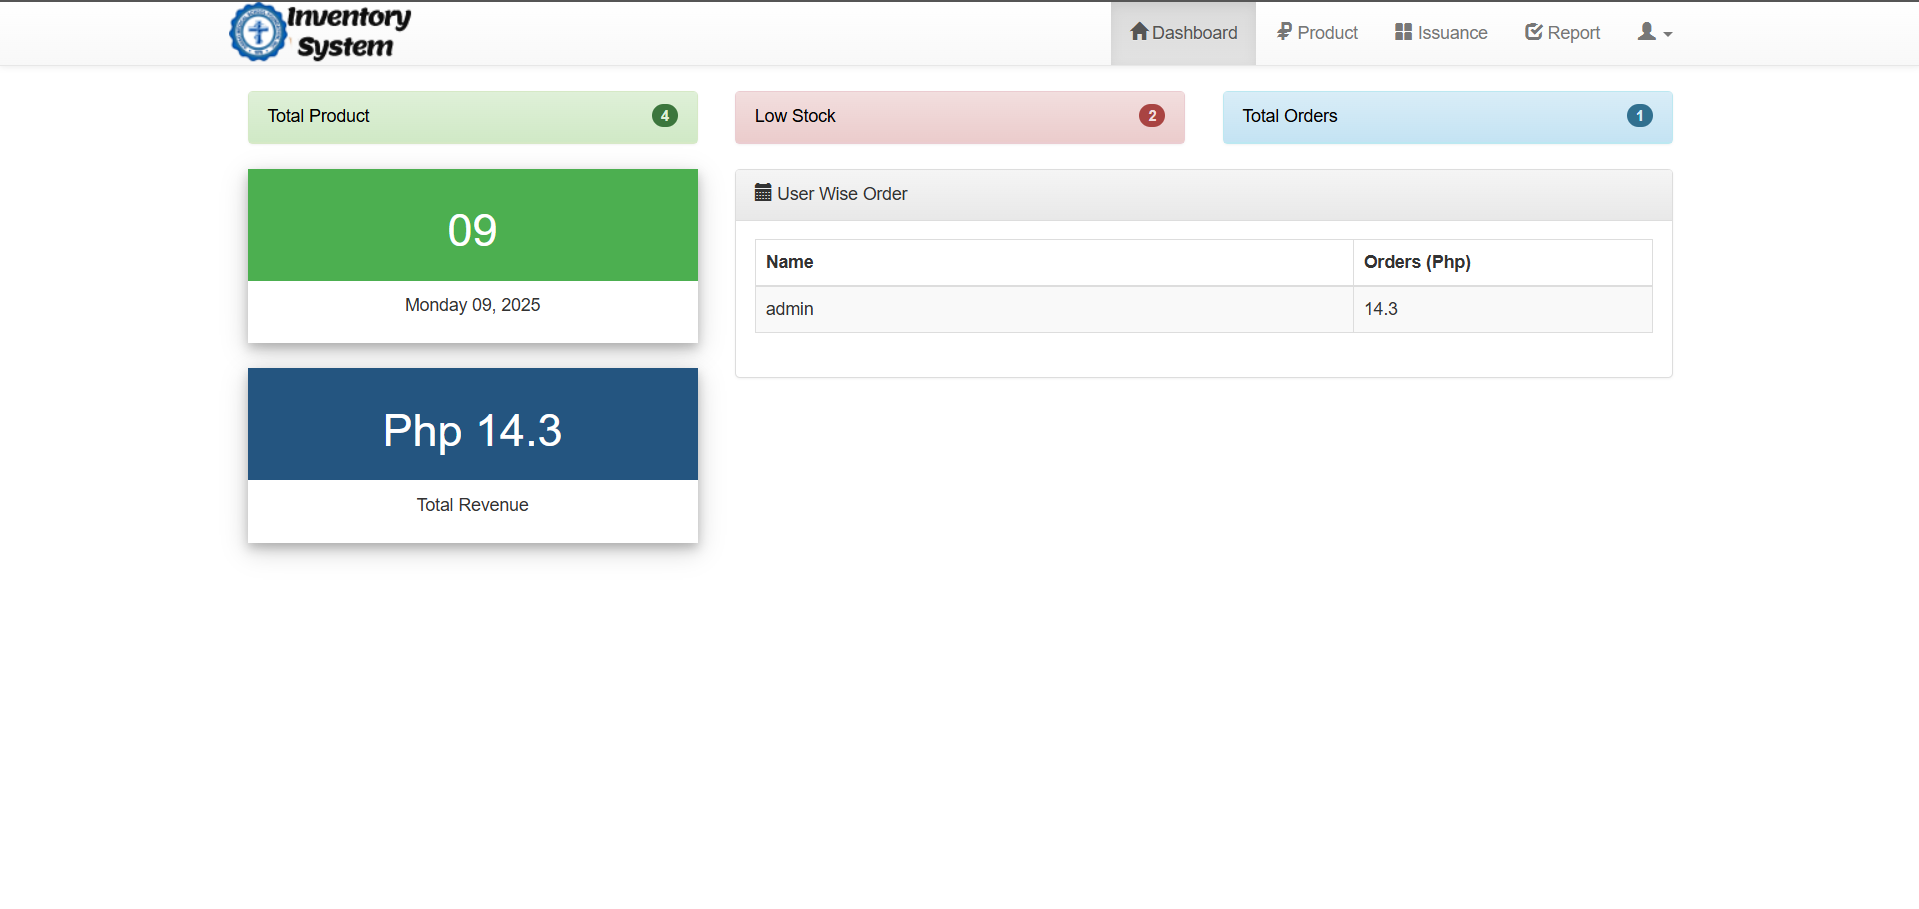 Inventory
System
Dashboard
Product
Issuance
Report
Total Product
4
Low Stock
2
Total Orders
1
09
Monday 09, 2025
Php 14.3
Total Revenue
User Wise Order
Name
Orders (Php)
admin
14.3